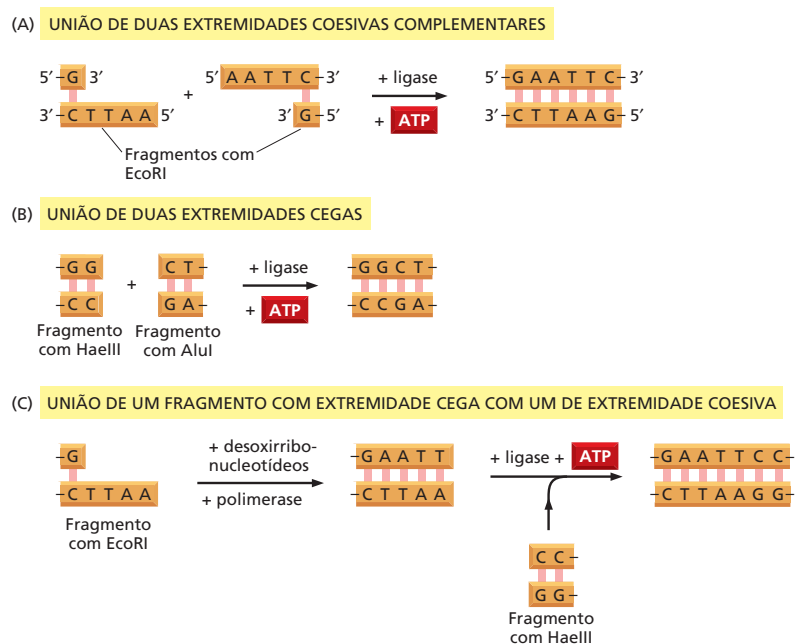 (A) UNIÃO DE DUAS EXTREMIDADES COESIVAS COMPLEMENTARES
5′ G 3′ + 5′ A A T T C 3′ + ligase 5′ G A A T T C 3′
3′ C T T A A 5′ 3′ G 5′ + ATP 3′ C T T A A G 5′
Fragmentos com
EcoRI
(B) UNIÃO DE DUAS EXTREMIDADES CEGAS
G G + C T + ligase G G C T
C C G A + ATP C C G A
Fragmento
com HaeIII
Fragmento
com AluI
(C) UNIÃO DE UM FRAGMENTO COM EXTREMIDADE CEGA COM UM DE EXTREMIDADE COESIVA
G + desoxirribo-
nucleotídeos G A A T T + ligase + ATP G A A T T C C
C T T A A + polimerase C T T A A C T T A A G G
Fragmento
com EcoRI
C C
G G
Fragmento
com HaeIII